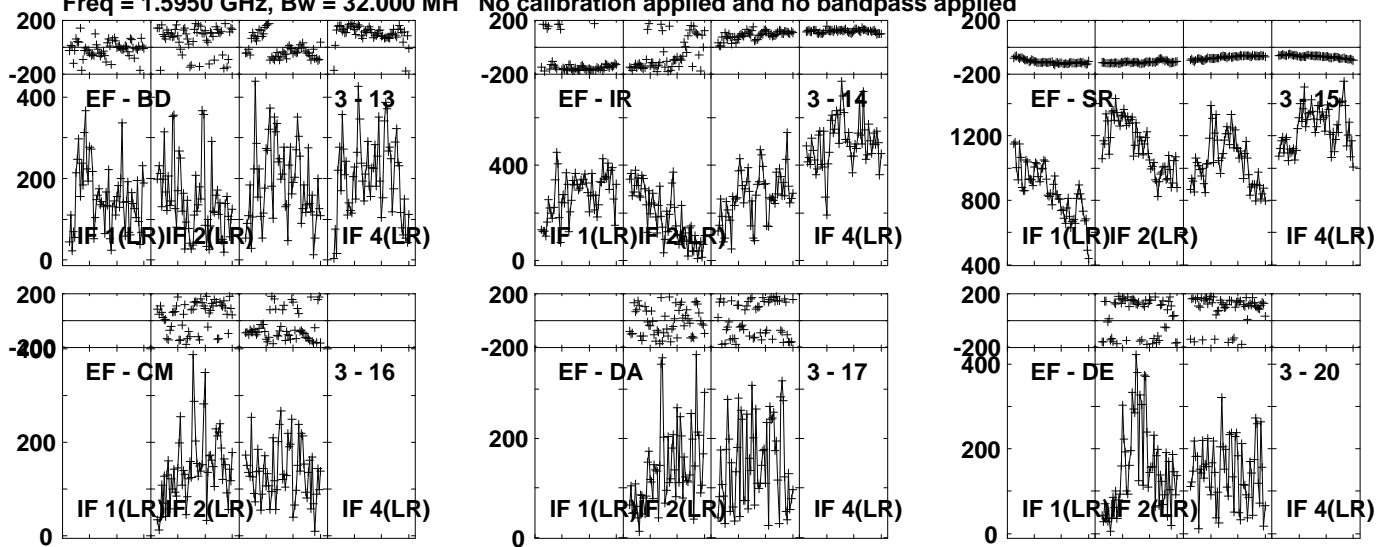 Freq = 1.5950 GHz, Bw = 32.000 MH No calibration applied and no bandpass applied
200
-200
400
200
0
EF - BD
3 - 13
IF 1(LR)
IF 2(LR)
IF 4(LR)
200
-200
400
0
EF - IR
3 - 14
IF 1(LR)
IF 2(LR)
IF 4(LR)
200
-200
1200
800
400
EF - SR
3 - 15
IF 1(LR)
IF 2(LR)
IF 4(LR)
200
-200
400
200
0
EF - CM
3 - 16
IF 1(LR)
IF 2(LR)
IF 4(LR)
200
-200
200
0
EF - DA
3 - 17
IF 1(LR)
IF 2(LR)
IF 4(LR)
200
-200
400
200
0
EF - DE
3 - 20
IF 1(LR)
IF 2(LR)
IF 4(LR)